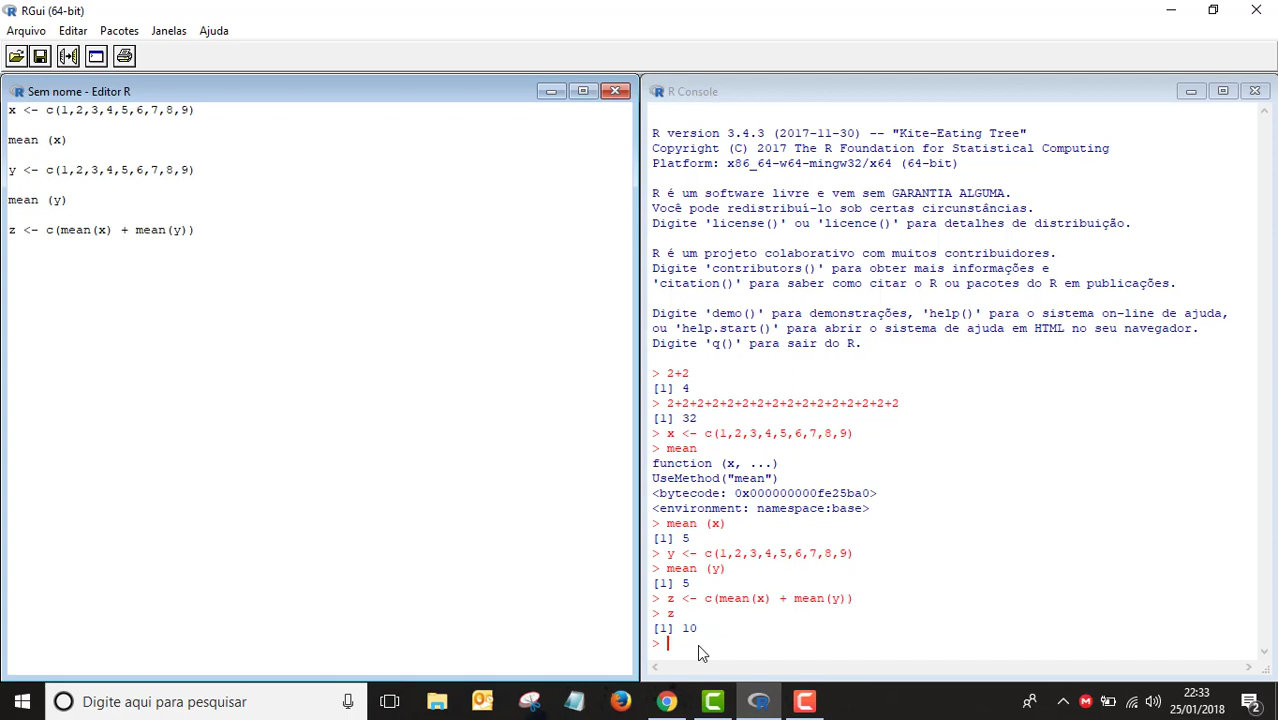 RGui (64-bit)
Arquivo Editar Pacotes Janelas Ajuda
Sem nome - Editor R
x <- c(1,2,3,4,5,6,7,8,9)
mean (x)
y <- c(1,2,3,4,5,6,7,8,9)
mean (y)
z <- c(mean(x) + mean(y))
R Console
R version 3.4.3 (2017-11-30) -- "Kite-Eating Tree"
Copyright (C) 2017 The R Foundation for Statistical Computing
Platform: x86_64-w64-mingw32/x64 (64-bit)
R é um software livre e vem sem GARANTIA ALGUMA.
Você pode redistribuí-lo sob certas circunstâncias.
Digite 'license()' ou 'licence()' para detalhes de distribuição.
R é um projeto colaborativo com muitos contribuidores.
Digite 'contributors()' para obter mais informações e
'citation()' para saber como citar o R ou pacotes do R em publicações.
Digite 'demo()' para demonstrações, 'help()' para o sistema on-line de ajuda,
ou 'help.start()' para abrir o sistema de ajuda em HTML no seu navegador.
Digite 'q()' para sair do R.
> 2+2
[1] 4
> 2+2+2+2+2+2+2+2+2+2+2+2+2+2+2+2
[1] 32
> x <- c(1,2,3,4,5,6,7,8,9)
> mean
function (x, ...)
UseMethod("mean")
<bytecode: 0x000000000fe25ba0>
<environment: namespace:base>
> mean (x)
[1] 5
> y <- c(1,2,3,4,5,6,7,8,9)
> mean (y)
[1] 5
> z <- c(mean(x) + mean(y))
> z
[1] 10
>
Digite aqui para pesquisar
22:33
25/01/2018
2